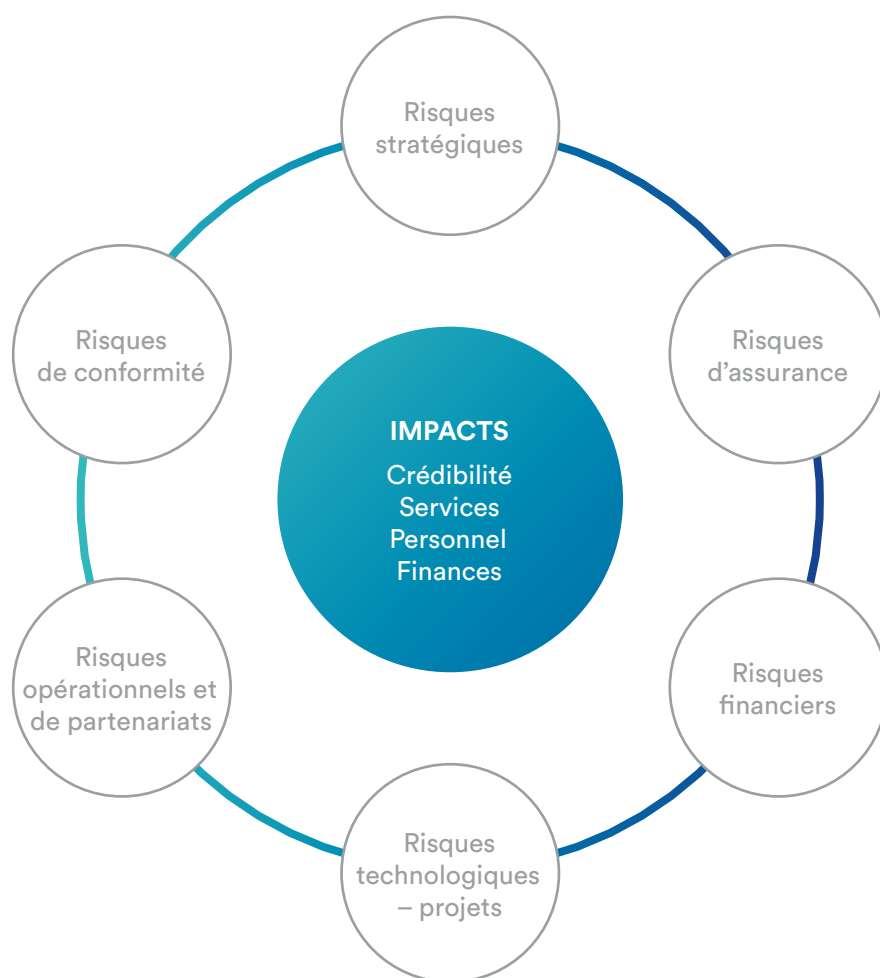 Risques
stratégiques
Risques
d’assurance
Risques
financiers
Risques
technologiques
– projets
Risques
opérationnels et
de partenariats
Risques
de conformité
IMPACTS
Crédibilité
Services
Personnel
Finances